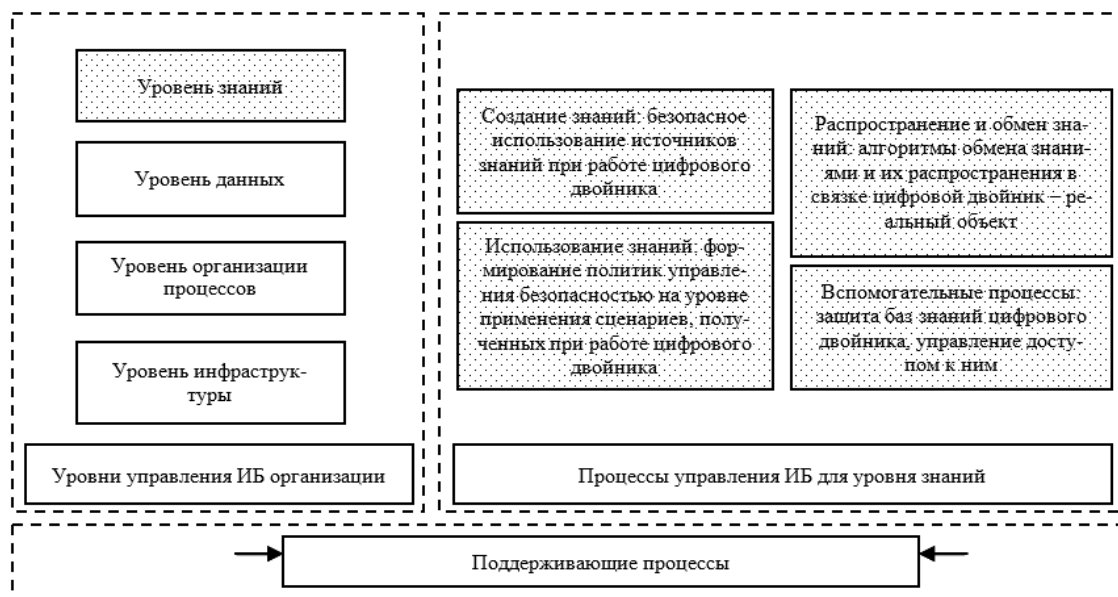 Уровень знаний
Уровень данных
Уровень организации
процессов
Уровень инфраструк-
туры
Уровни управления ИБ организации
Создание знаний: безопасное
использование источников
знаний при работе цифрового
двойника
Использование знаний: фор-
мирование политик управле-
ния безопасностью на уровне
применения сценариев, полу-
ченных при работе цифрового
двойника
Распространение и обмен зна-
ний: алгоритмы обмена знани-
ями и их распространения в
связке цифровой двойник – ре-
альный объект
Вспомогательные процессы:
защита баз знаний цифрового
двойника, управление досту-
пом к ним
Процессы управления ИБ для уровня знаний
Поддерживающие процессы